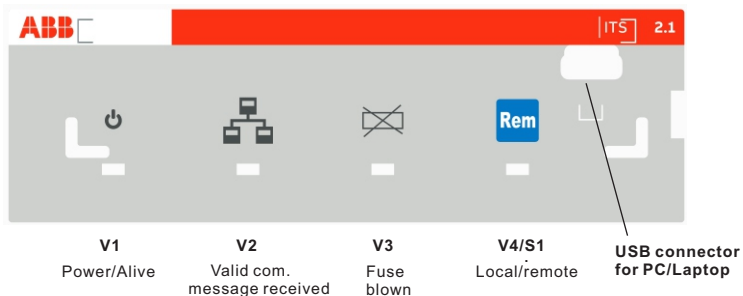 ABB
ITS 2.1
Rem
V1
Power/Alive
V2
Valid com.
message received
V3
Fuse
blown
V4/S1
Local/remote
USB connector
for PC/Laptop